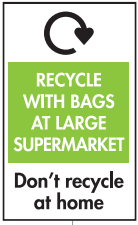 RECYCLE
WITH BAGS
AT LARGE
SUPERMARKET
Don't recycle
at home